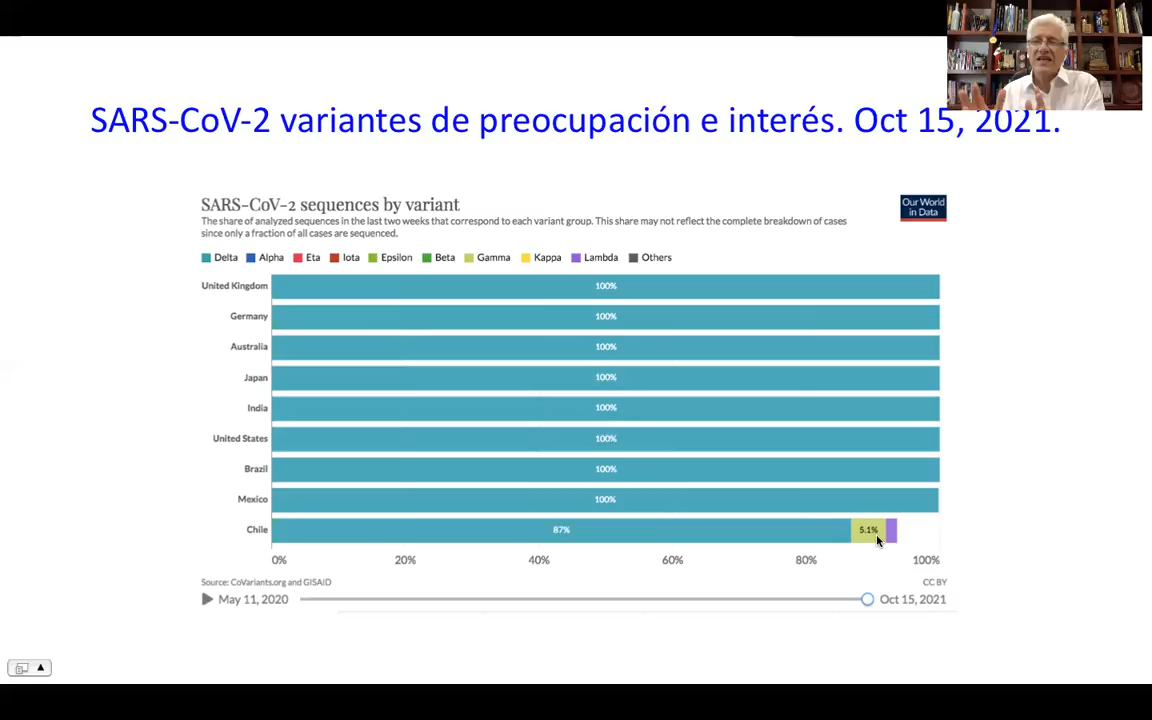 SARS-CoV-2 variantes de preocupación e interés. Oct 15, 2021.
SARS-CoV-2 sequences by variant
The share of analyzed sequences in the last two weeks that correspond to each variant group. This share may not reflect the complete breakdown of cases
since only a fraction of all cases are sequenced.
Our World
in Data
Delta Alpha Eta Iota Epsilon Beta Gamma Kappa Lambda Others
United Kingdom 100%
Germany 100%
Australia 100%
Japan 100%
India 100%
United States 100%
Brazil 100%
Mexico 100%
Chile 87% 5.1%
0% 20% 40% 60% 80% 100%
Source: CoVariants.org and GISAID CC BY
May 11, 2020 Oct 15, 2021